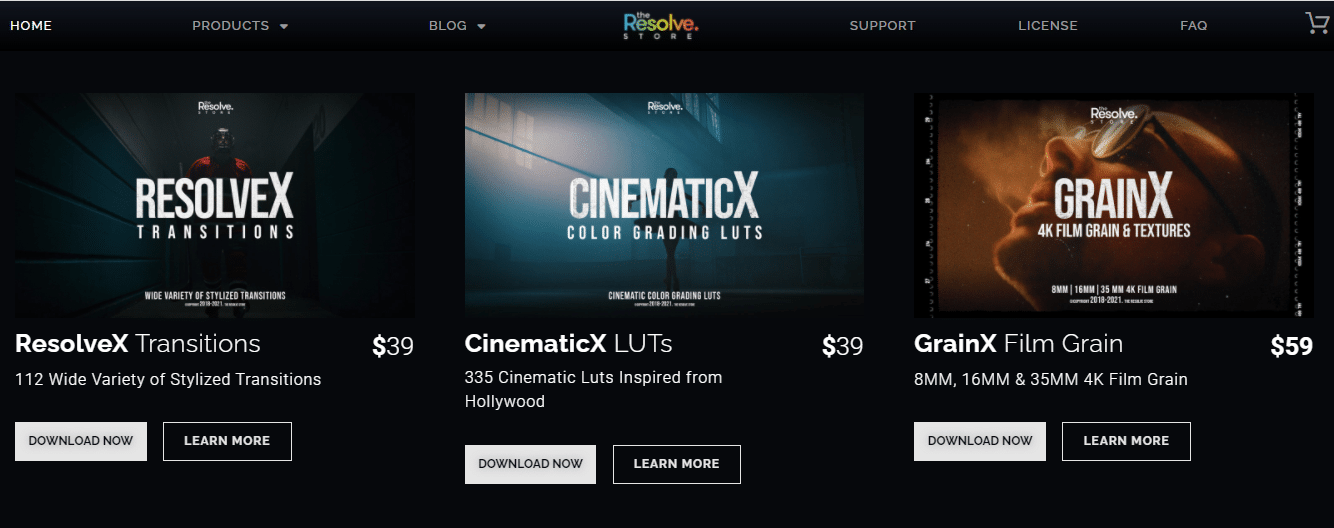 HOME
PRODUCTS
BLOG
the
Resolve.
STORE
SUPPORT
LICENSE
FAQ
the
Resolve.
STORE
RESOLVEX
TRANSITIONS
WIDE VARIETY OF STYLIZED TRANSITIONS
©COPYRIGHT 2018-2021. THE RESOLVE STORE
ResolveX Transitions
$39
112 Wide Variety of Stylized Transitions
DOWNLOAD NOW
LEARN MORE
the
Resolve.
STORE
CINEMATICX
COLOR GRADING LUTS
CINEMATIC COLOR GRADING LUTS
©COPYRIGHT 2018-2021. THE RESOLVE STORE
CinematicX LUTs
$39
335 Cinematic Luts Inspired from
Hollywood
DOWNLOAD NOW
LEARN MORE
the
Resolve.
STORE
GRAINX
4K FILM GRAIN & TEXTURES
8MM | 16MM | 35 MM 4K FILM GRAIN
©COPYRIGHT 2018-2021. THE RESOLVE STORE
GrainX Film Grain
$59
8MM, 16MM & 35MM 4K Film Grain
DOWNLOAD NOW
LEARN MORE